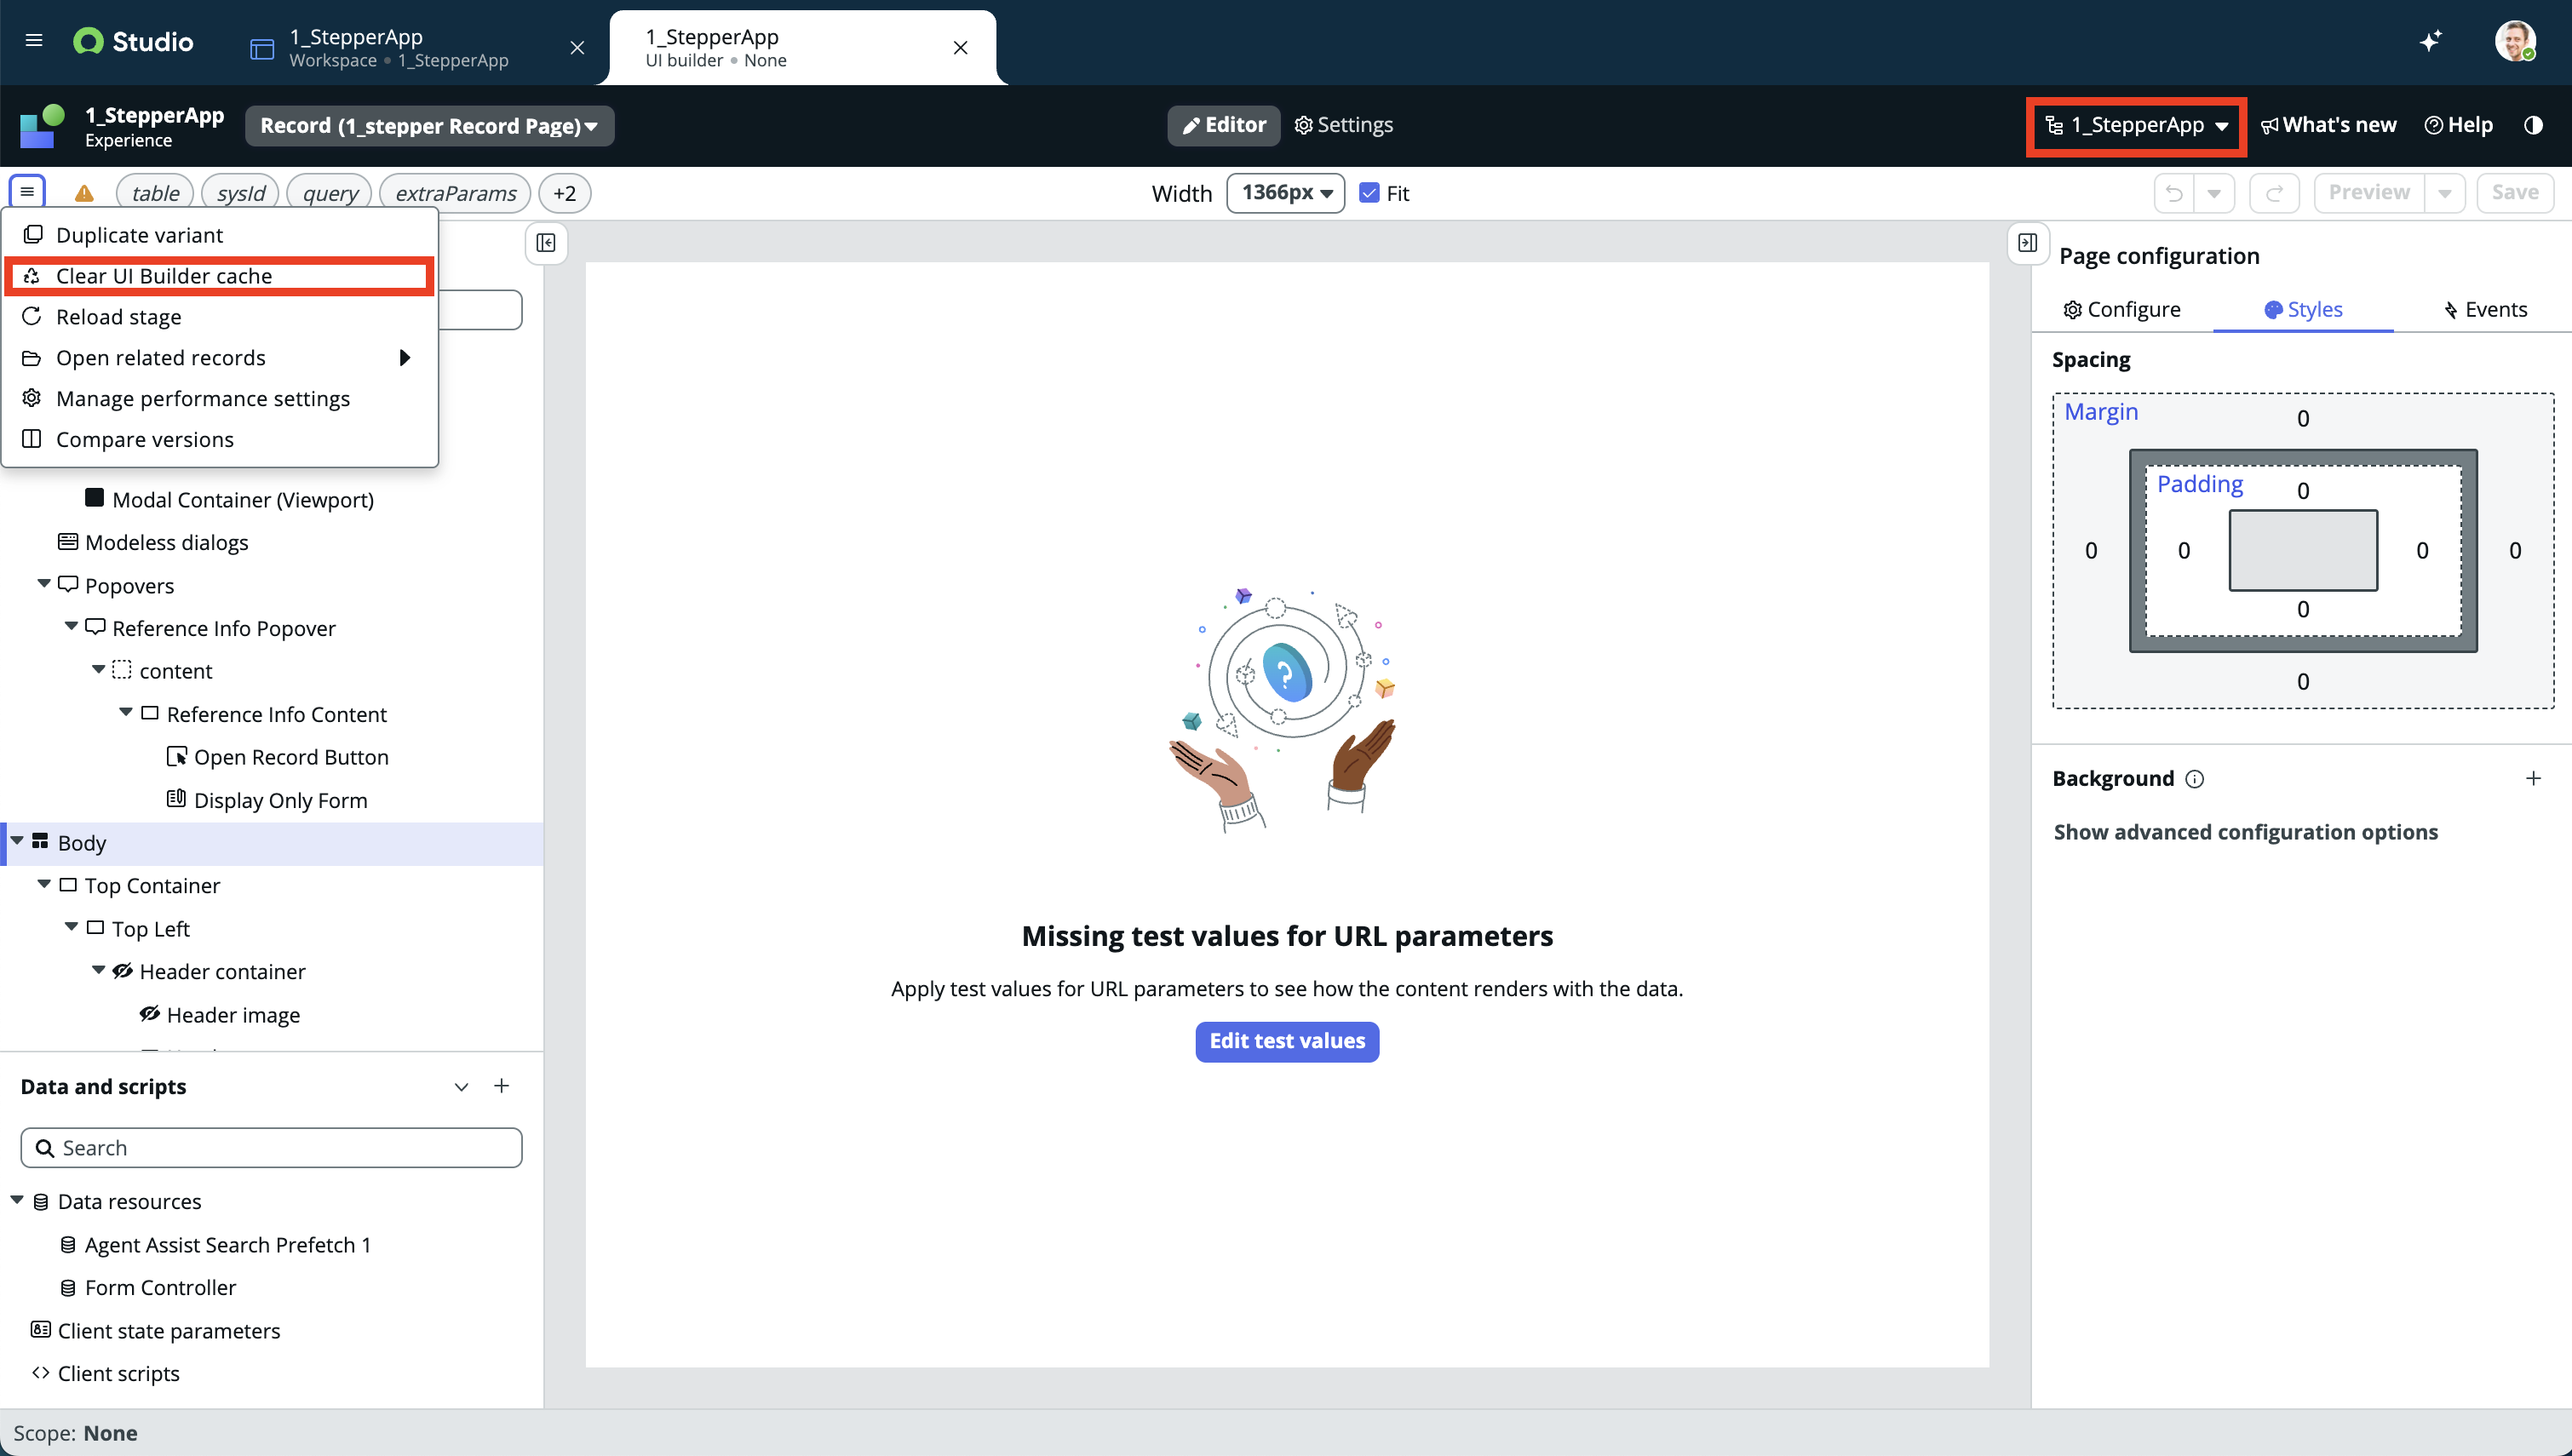 Studio
1_StepperApp
Workspace • 1_StepperApp
1_StepperApp
UI builder • None
1_StepperApp
Experience
Record (1_stepper Record Page)
Editor
Settings
1_StepperApp
What's new
Help
table
sysId
query
extraParams
+2
Width
1366px
Fit
Preview
Save
Duplicate variant
Clear UI Builder cache
Reload stage
Open related records
Manage performance settings
Compare versions
Modal Container (Viewport)
Modeless dialogs
Popovers
Reference Info Popover
content
Reference Info Content
Open Record Button
Display Only Form
Body
Top Container
Top Left
Header container
Header image
Data and scripts
Search
Data resources
Agent Assist Search Prefetch 1
Form Controller
Client state parameters
Client scripts
?
Missing test values for URL parameters
Apply test values for URL parameters to see how the content renders with the data.
Edit test values
Page configuration
Configure
Styles
Events
Spacing
Margin
0
Padding
0
0
0
0
0
0
0
Background
Show advanced configuration options
Scope: None